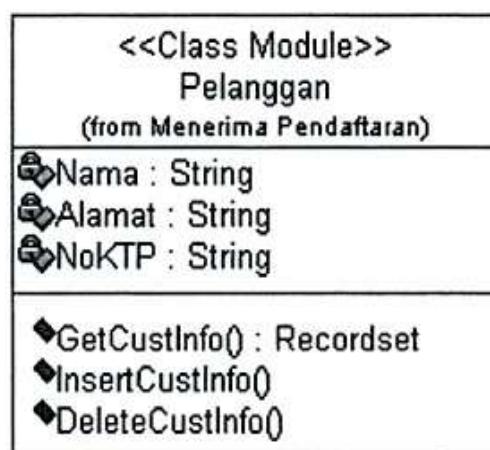 <<Class Module>>
Pelanggan
(from Menerima Pendaftaran)
Nama : String
Alamat : String
NoKTP : String
GetCustInfo() : Recordset
InsertCustInfo()
DeleteCustInfo()